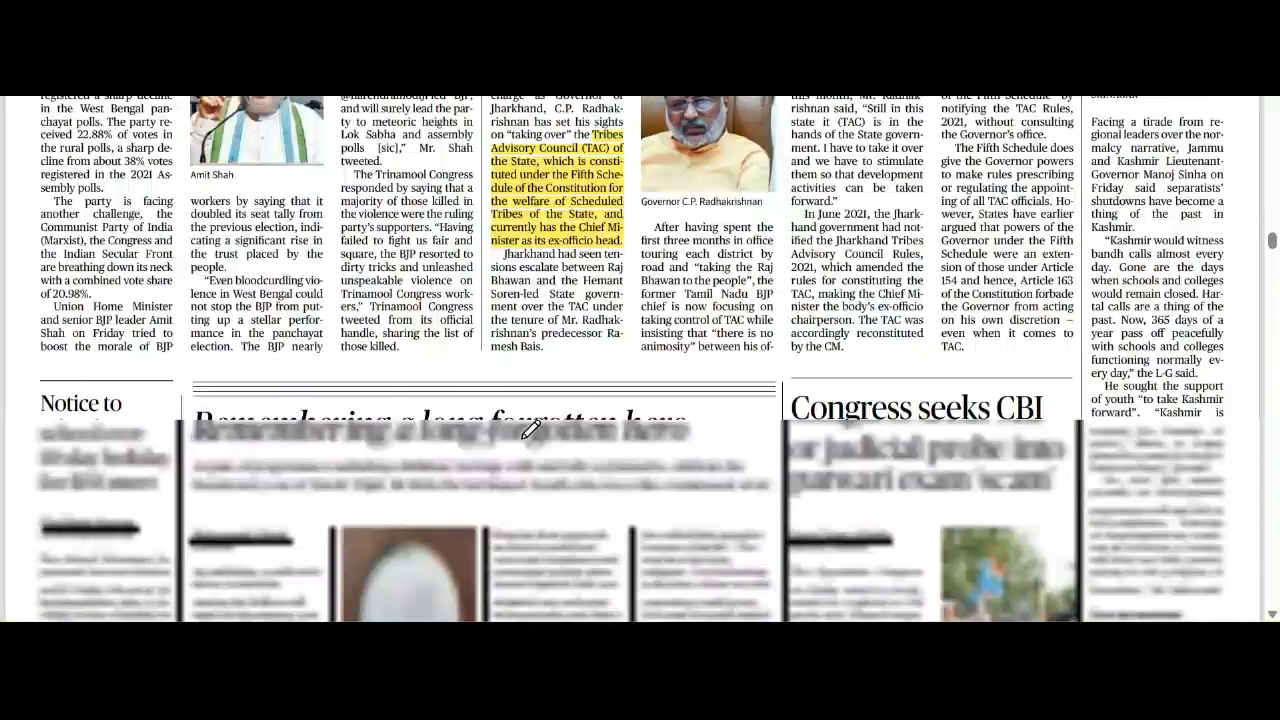 in the West Bengal pan-
chayat polls. The party re-
ceived 22.88% of votes in
the rural polls, a sharp de-
cline from about 38% votes
registered in the 2021 As-
sembly polls.
The party is facing
another challenge, the
Communist Party of India
(Marxist), the Congress and
the Indian Secular Front
are breathing down its neck
with a combined vote share
of 20.98%.
Union Home Minister
and senior BJP leader Amit
Shah on Friday tried to
boost the morale of BJP
Amit Shah
workers by saying that it
doubled its seat tally from
the previous election, indi-
cating a significant rise in
the trust placed by the
people.
“Even bloodcurdling vio-
lence in West Bengal could
not stop the BJP from put-
ting up a stellar perfor-
mance in the panchayat
election. The BJP nearly
and will surely lead the par-
ty to meteoric heights in
Lok Sabha and assembly
polls [sic],” Mr. Shah
tweeted.
The Trinamool Congress
responded by saying that a
majority of those killed in
the violence were the ruling
party’s supporters. “Having
failed to fight us fair and
square, the BJP resorted to
dirty tricks and unleashed
unspeakable violence on
Trinamool Congress work-
ers,” Trinamool Congress
tweeted from its official
handle, sharing the list of
those killed.
charge as Governor of
Jharkhand, C.P. Radhak-
rishnan has set his sights
on “taking over” the Tribes
Advisory Council (TAC) of
the State, which is consti-
tuted under the Fifth Sche-
dule of the Constitution for
the welfare of Scheduled
Tribes of the State, and
currently has the Chief Mi-
nister as its ex-officio head.
Jharkhand had seen ten-
sions escalate between Raj
Bhawan and the Hemant
Soren-led State govern-
ment over the TAC under
the tenure of Mr. Radhak-
rishnan’s predecessor Ra-
mesh Bais.
Governor C.P. Radhakrishnan
After having spent the
first three months in office
touring each district by
road and “taking the Raj
Bhawan to the people”, the
former Tamil Nadu BJP
chief is now focusing on
taking control of TAC while
insisting that “there is no
animosity” between his of-
this month, Mr. Radhak-
rishnan said, “Still in this
state it (TAC) is in the
hands of the State govern-
ment. I have to take it over
and we have to stimulate
them so that development
activities can be taken
forward.”
In June 2021, the Jhark-
hand government had not-
ified the Jharkhand Tribes
Advisory Council Rules,
2021, which amended the
rules for constituting the
TAC, making the Chief Mi-
nister the body’s ex-officio
chairperson. The TAC was
accordingly reconstituted
by the CM.
of the Fifth Schedule by
notifying the TAC Rules,
2021, without consulting
the Governor’s office.
The Fifth Schedule does
give the Governor powers
to make rules prescribing
or regulating the appoint-
ing of all TAC officials. Ho-
wever, States have earlier
argued that powers of the
Governor under the Fifth
Schedule were an exten-
sion of those under Article
154 and hence, Article 163
of the Constitution forbade
the Governor from acting
on his own discretion –
even when it comes to
TAC.
Facing a tirade from re-
gional leaders over the nor-
malcy narrative, Jammu
and Kashmir Lieutenant-
Governor Manoj Sinha on
Friday said separatists’
shutdowns have become a
thing of the past in
Kashmir.
“Kashmir would witness
bandh calls almost every
day. Gone are the days
when schools and colleges
would remain closed. Har-
tal calls are a thing of the
past. Now, 365 days of a
year pass off peacefully
with schools and colleges
functioning normally ev-
ery day,” the L-G said.
He sought the support
of youth “to take Kashmir
forward”. “Kashmir is
Notice to
Remembering a long forgotten hero
Congress seeks CBI
or judicial probe into
patwari exam ‘scam’